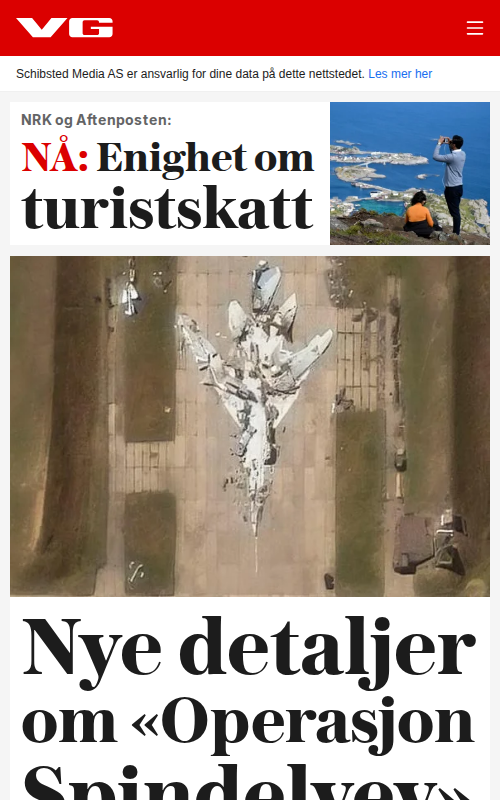 VG
Schibsted Media AS er ansvarlig for dine data på dette nettstedet. Les mer her
NRK og Aftenposten:
NÅ: Enighet om
turistskatt
Nye detaljer
om «Operasjon
Spindelvev»